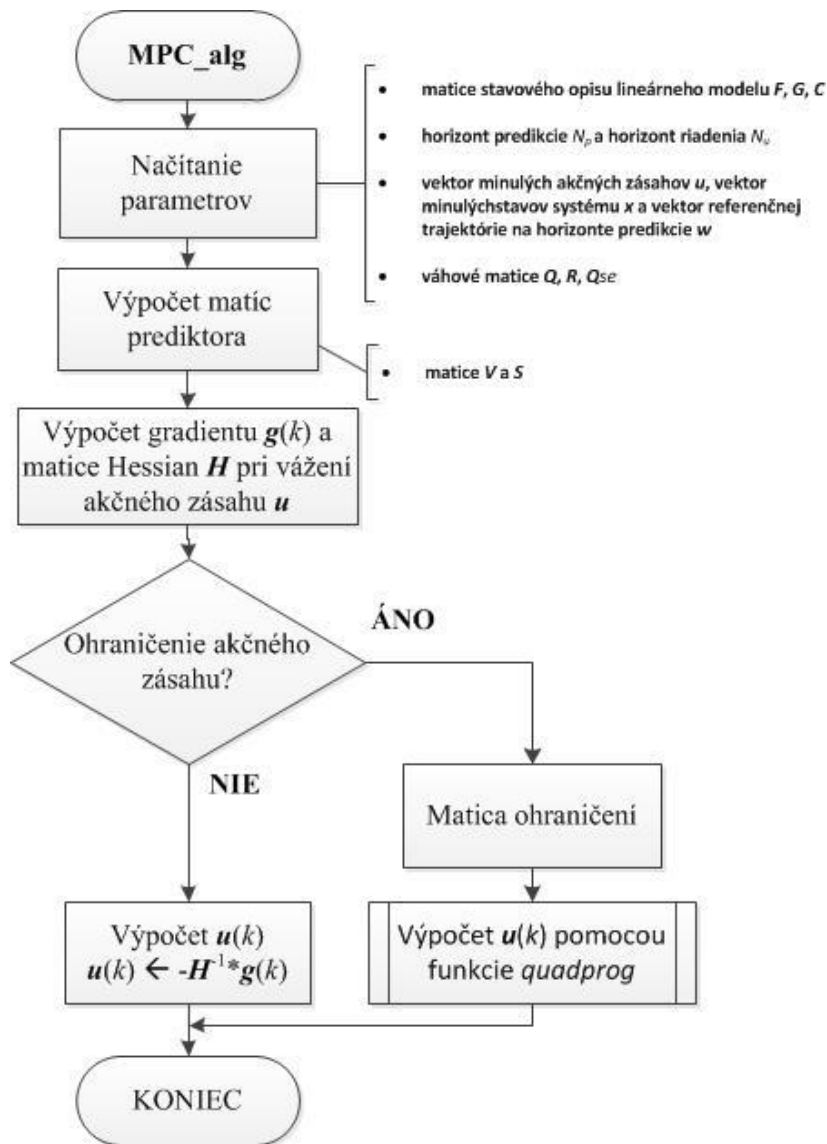 MPC_alg
Načítanie
parametrov
• matice stavového opisu lineárneho modelu F, G, C
• horizont predikcie Np a horizont riadenia Nu
• vektor minulých akčných zásahov u, vektor
minulýchstavov systému x a vektor referenčnej
trajektórie na horizonte predikcie w
• váhové matice Q, R, Qse
Výpočet matíc
prediktora
• matice V a S
Výpočet gradientu g(k) a
matice Hessian H pri vážení
akčného zásahu u
Ohraničenie akčného
zásahu?
ÁNO
NIE
Matica ohraničení
Výpočet u(k)
u(k) ← -H⁻¹*g(k)
Výpočet u(k) pomocou
funkcie quadprog
KONIEC